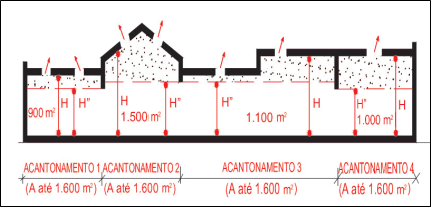 H H" H H" H" H H" H
900 m² 1.500 m² 1.100 m² 1.000 m²
ACANTONAMENTO 1 ACANTONAMENTO 2 ACANTONAMENTO 3 ACANTONAMENTO 4
(A até 1.600 m²) (A até 1.600 m²) (A até 1.600 m²) (A até 1.600 m²)